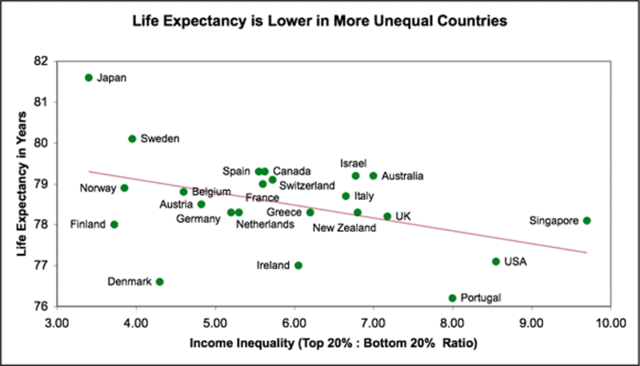 Life Expectancy is Lower in More Unequal Countries
Life Expectancy in Years
82
81
80
79
78
77
76
Japan
Sweden
Israel
Spain
Canada
Australia
Switzerland
Norway
Belgium
France
Italy
Austria
Germany
Netherlands
Greece
New Zealand
UK
Singapore
Finland
Ireland
USA
Denmark
Portugal
3.00 4.00 5.00 6.00 7.00 8.00 9.00 10.00
Income Inequality (Top 20% : Bottom 20% Ratio)